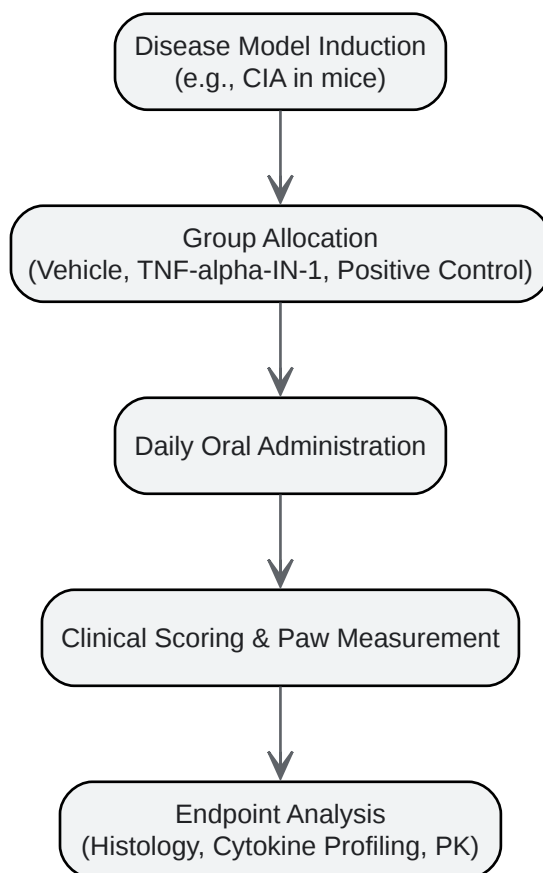 Disease Model Induction
(e.g., CIA in mice)
Group Allocation
(Vehicle, TNF-alpha-IN-1, Positive Control)
Daily Oral Administration
Clinical Scoring & Paw Measurement
Endpoint Analysis
(Histology, Cytokine Profiling, PK)